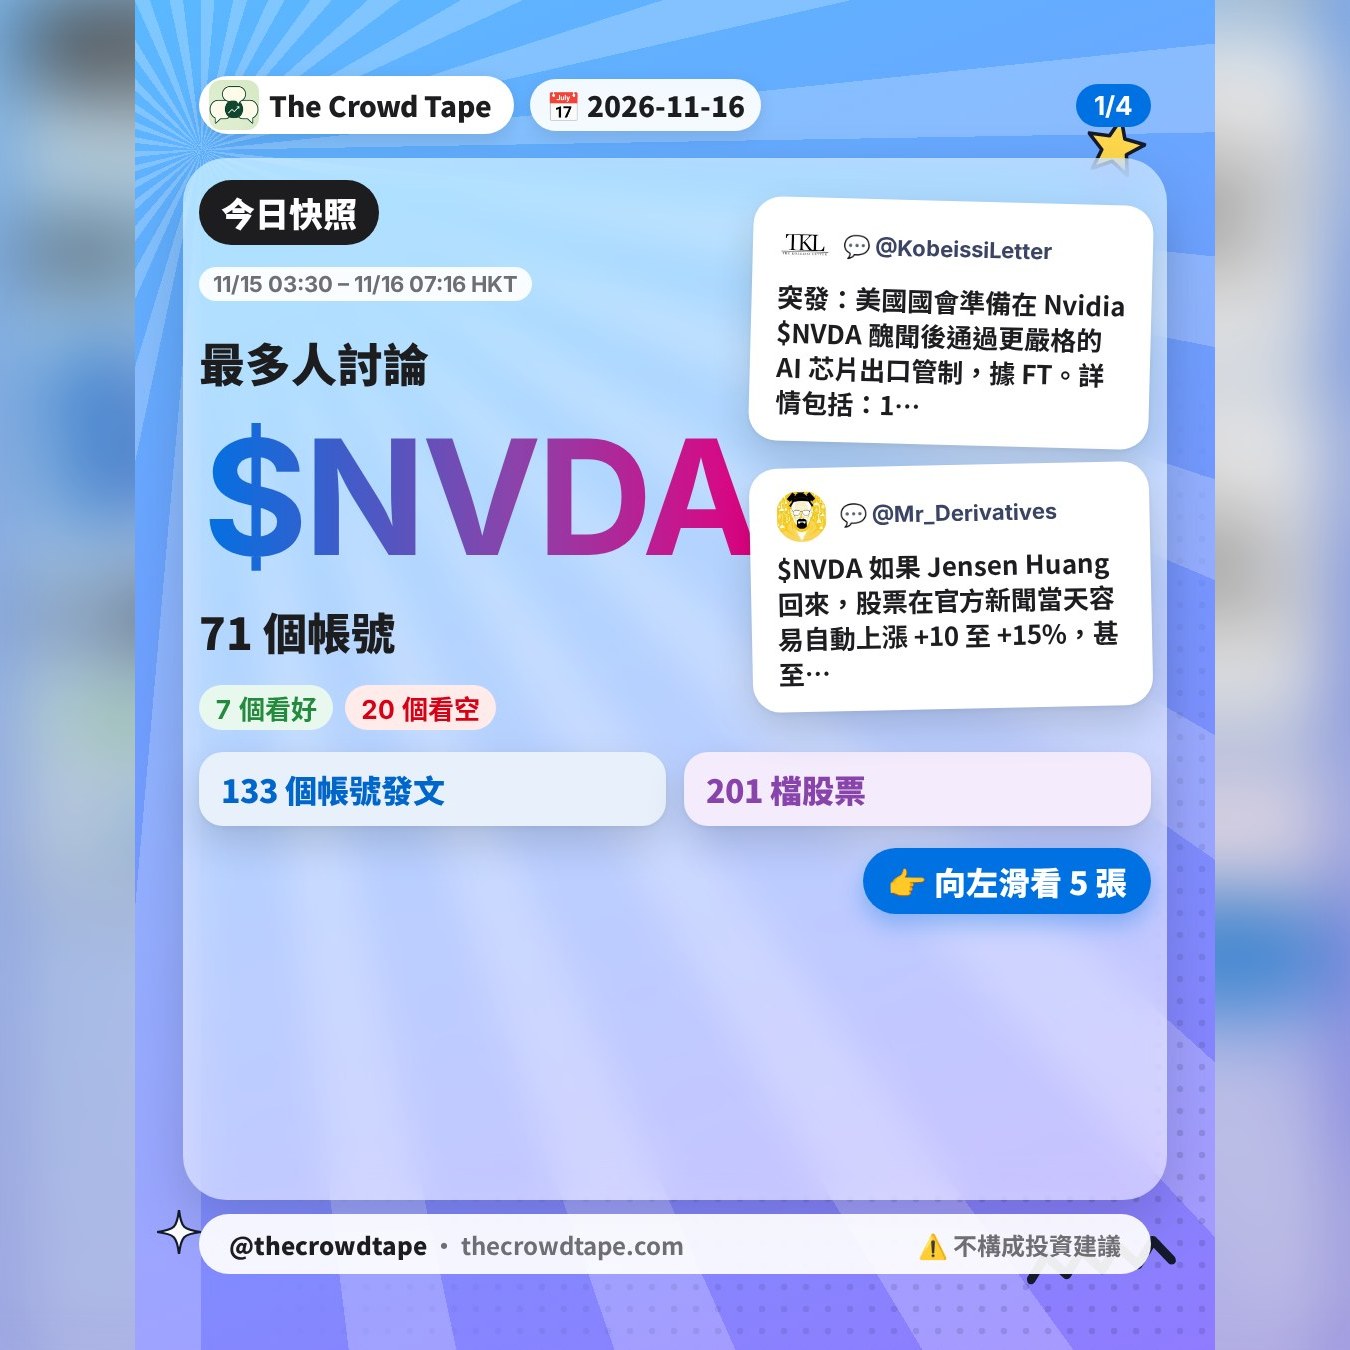 The Crowd Tape
📅 2026-11-16
1/4
今日快照
11/15 03:30 – 11/16 07:16 HKT
最多人討論
$NVDA
71 個帳號
7 個看好
20 個看空
TKL
💬 @KobeissiLetter
突發：美國國會準備在 Nvidia
$NVDA 醜聞後通過更嚴格的
AI 芯片出口管制，據 FT。詳
情包括：1…
💬 @Mr_Derivatives
$NVDA 如果 Jensen Huang
回來，股票在官方新聞當天容
易自動上漲 +10 至 +15%，甚
至…
133 個帳號發文
201 檔股票
👉 向左滑看 5 張
@thecrowdtape • thecrowdtape.com
⚠️ 不構成投資建議